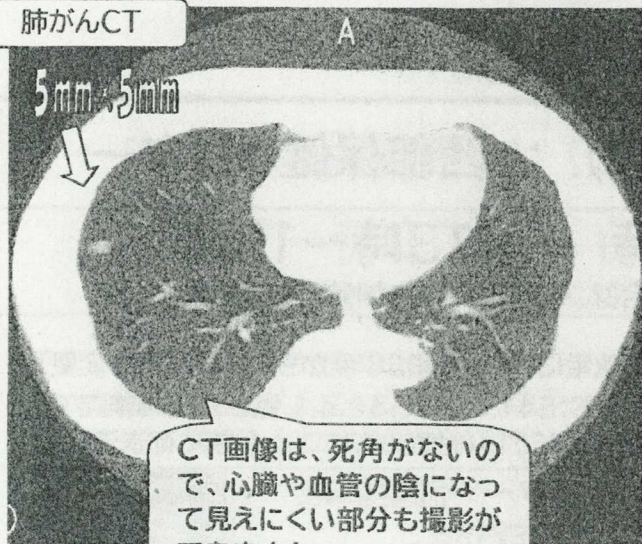 肺がんCT
A
5mm×5mm
CT画像は、死角がないの
で、心臓や血管の陰になっ
て見えにくい部分も撮影が